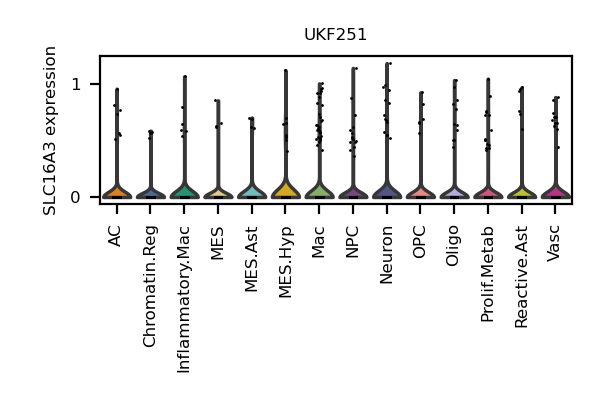 UKF251
SLC16A3 expression
1
0
AC
Chromatin.Reg
Inflammatory.Mac
MES
MES.Ast
MES.Hyp
Mac
NPC
Neuron
OPC
Oligo
Prolif.Metab
Reactive.Ast
Vasc